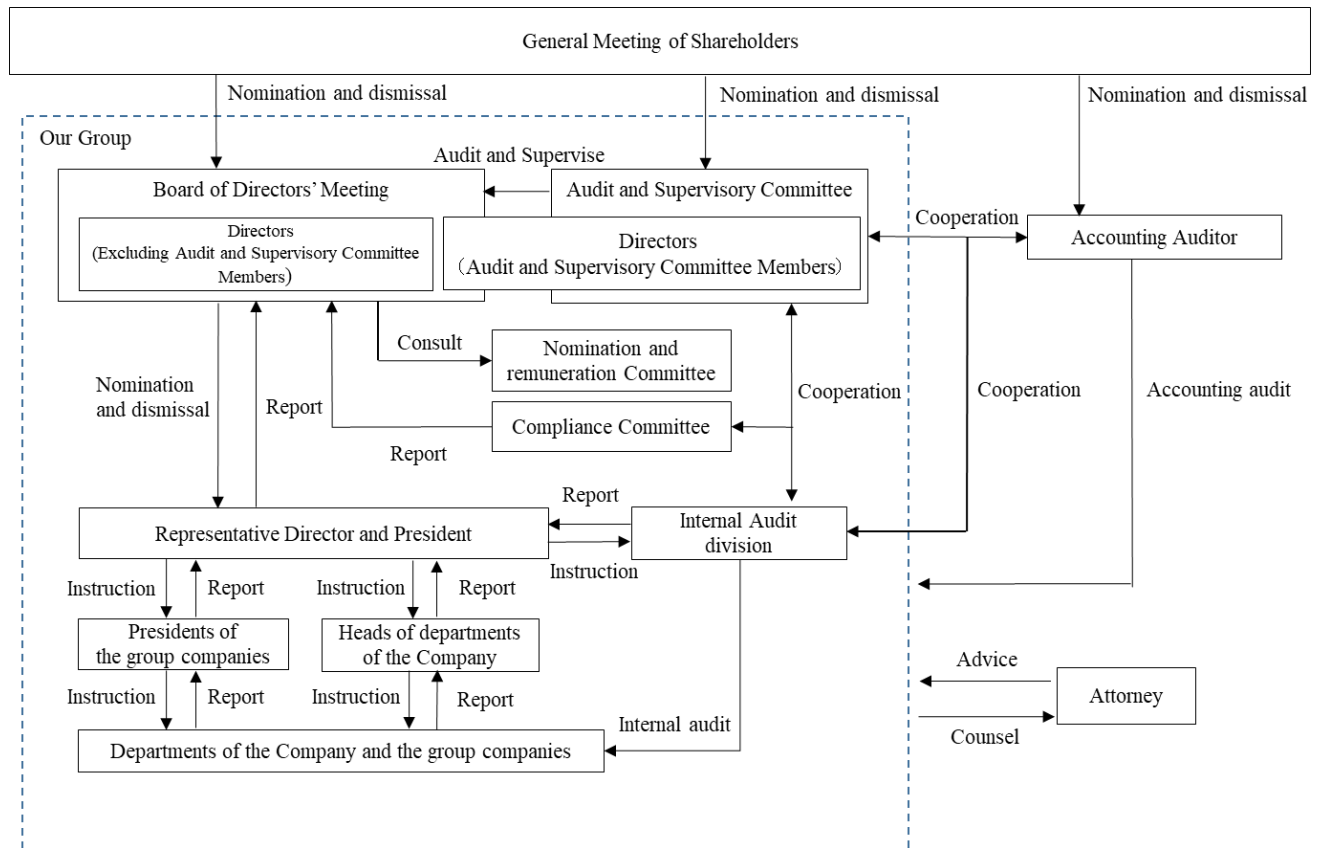 General Meeting of Shareholders
Nomination and dismissal
Nomination and dismissal
Nomination and dismissal
Our Group
Audit and Supervise
Board of Directors’ Meeting
Audit and Supervisory Committee
Directors
(Excluding Audit and Supervisory Committee
Members)
Directors
（Audit and Supervisory Committee Members）
Cooperation
Accounting Auditor
Consult
Nomination and
remuneration Committee
Nomination
and dismissal
Report
Cooperation
Cooperation
Accounting audit
Compliance Committee
Report
Representative Director and President
Report
Instruction
Internal Audit
division
Instruction
Report
Instruction
Report
Presidents of
the group companies
Heads of departments
of the Company
Instruction
Report
Instruction
Report
Internal audit
Departments of the Company and the group companies
Advice
Attorney
Counsel